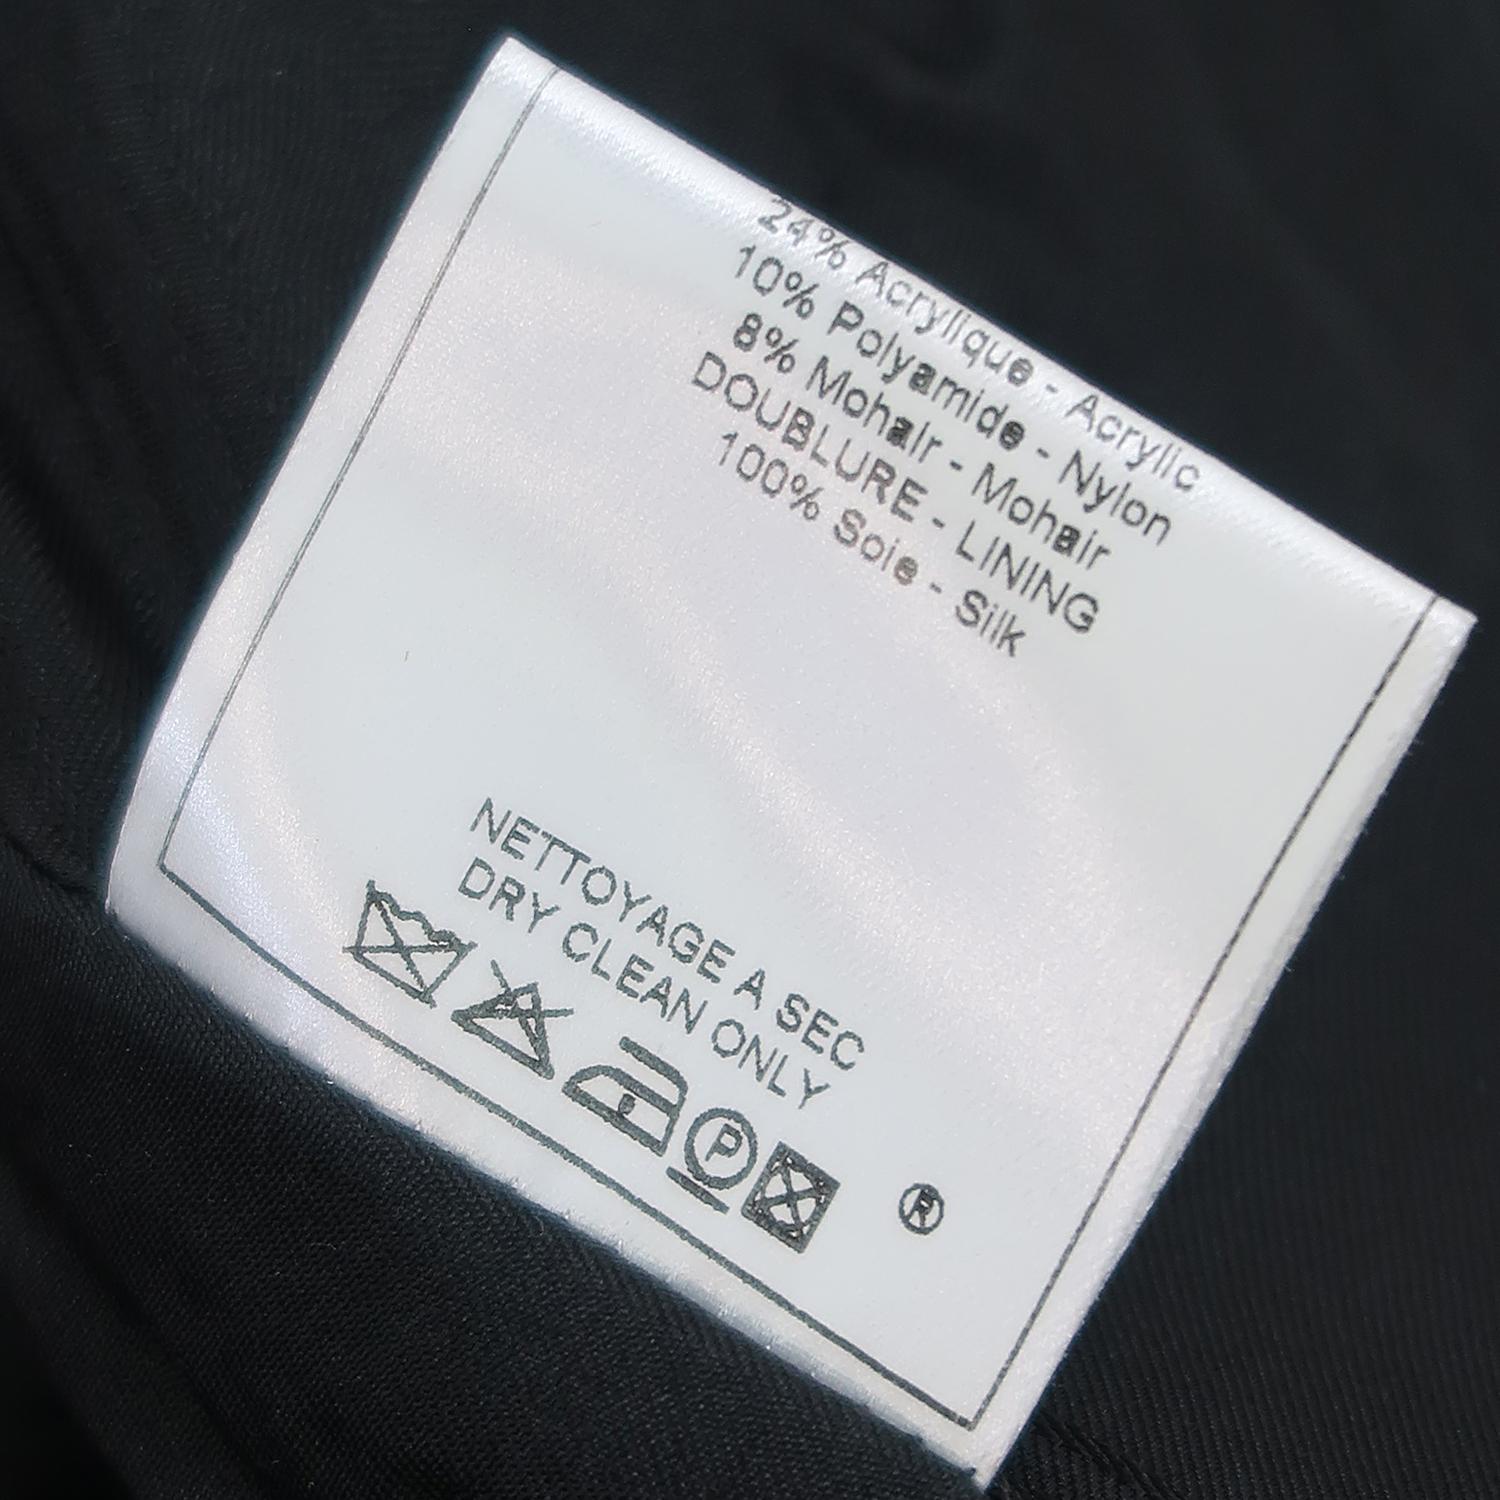 24% Acrylique - Acrylic
10% Polyamide - Nylon
8% Mohair - Mohair
DOUBLURE - LINING
100% Soie - Silk
NETTOYAGE A SEC
DRY CLEAN ONLY
P
®